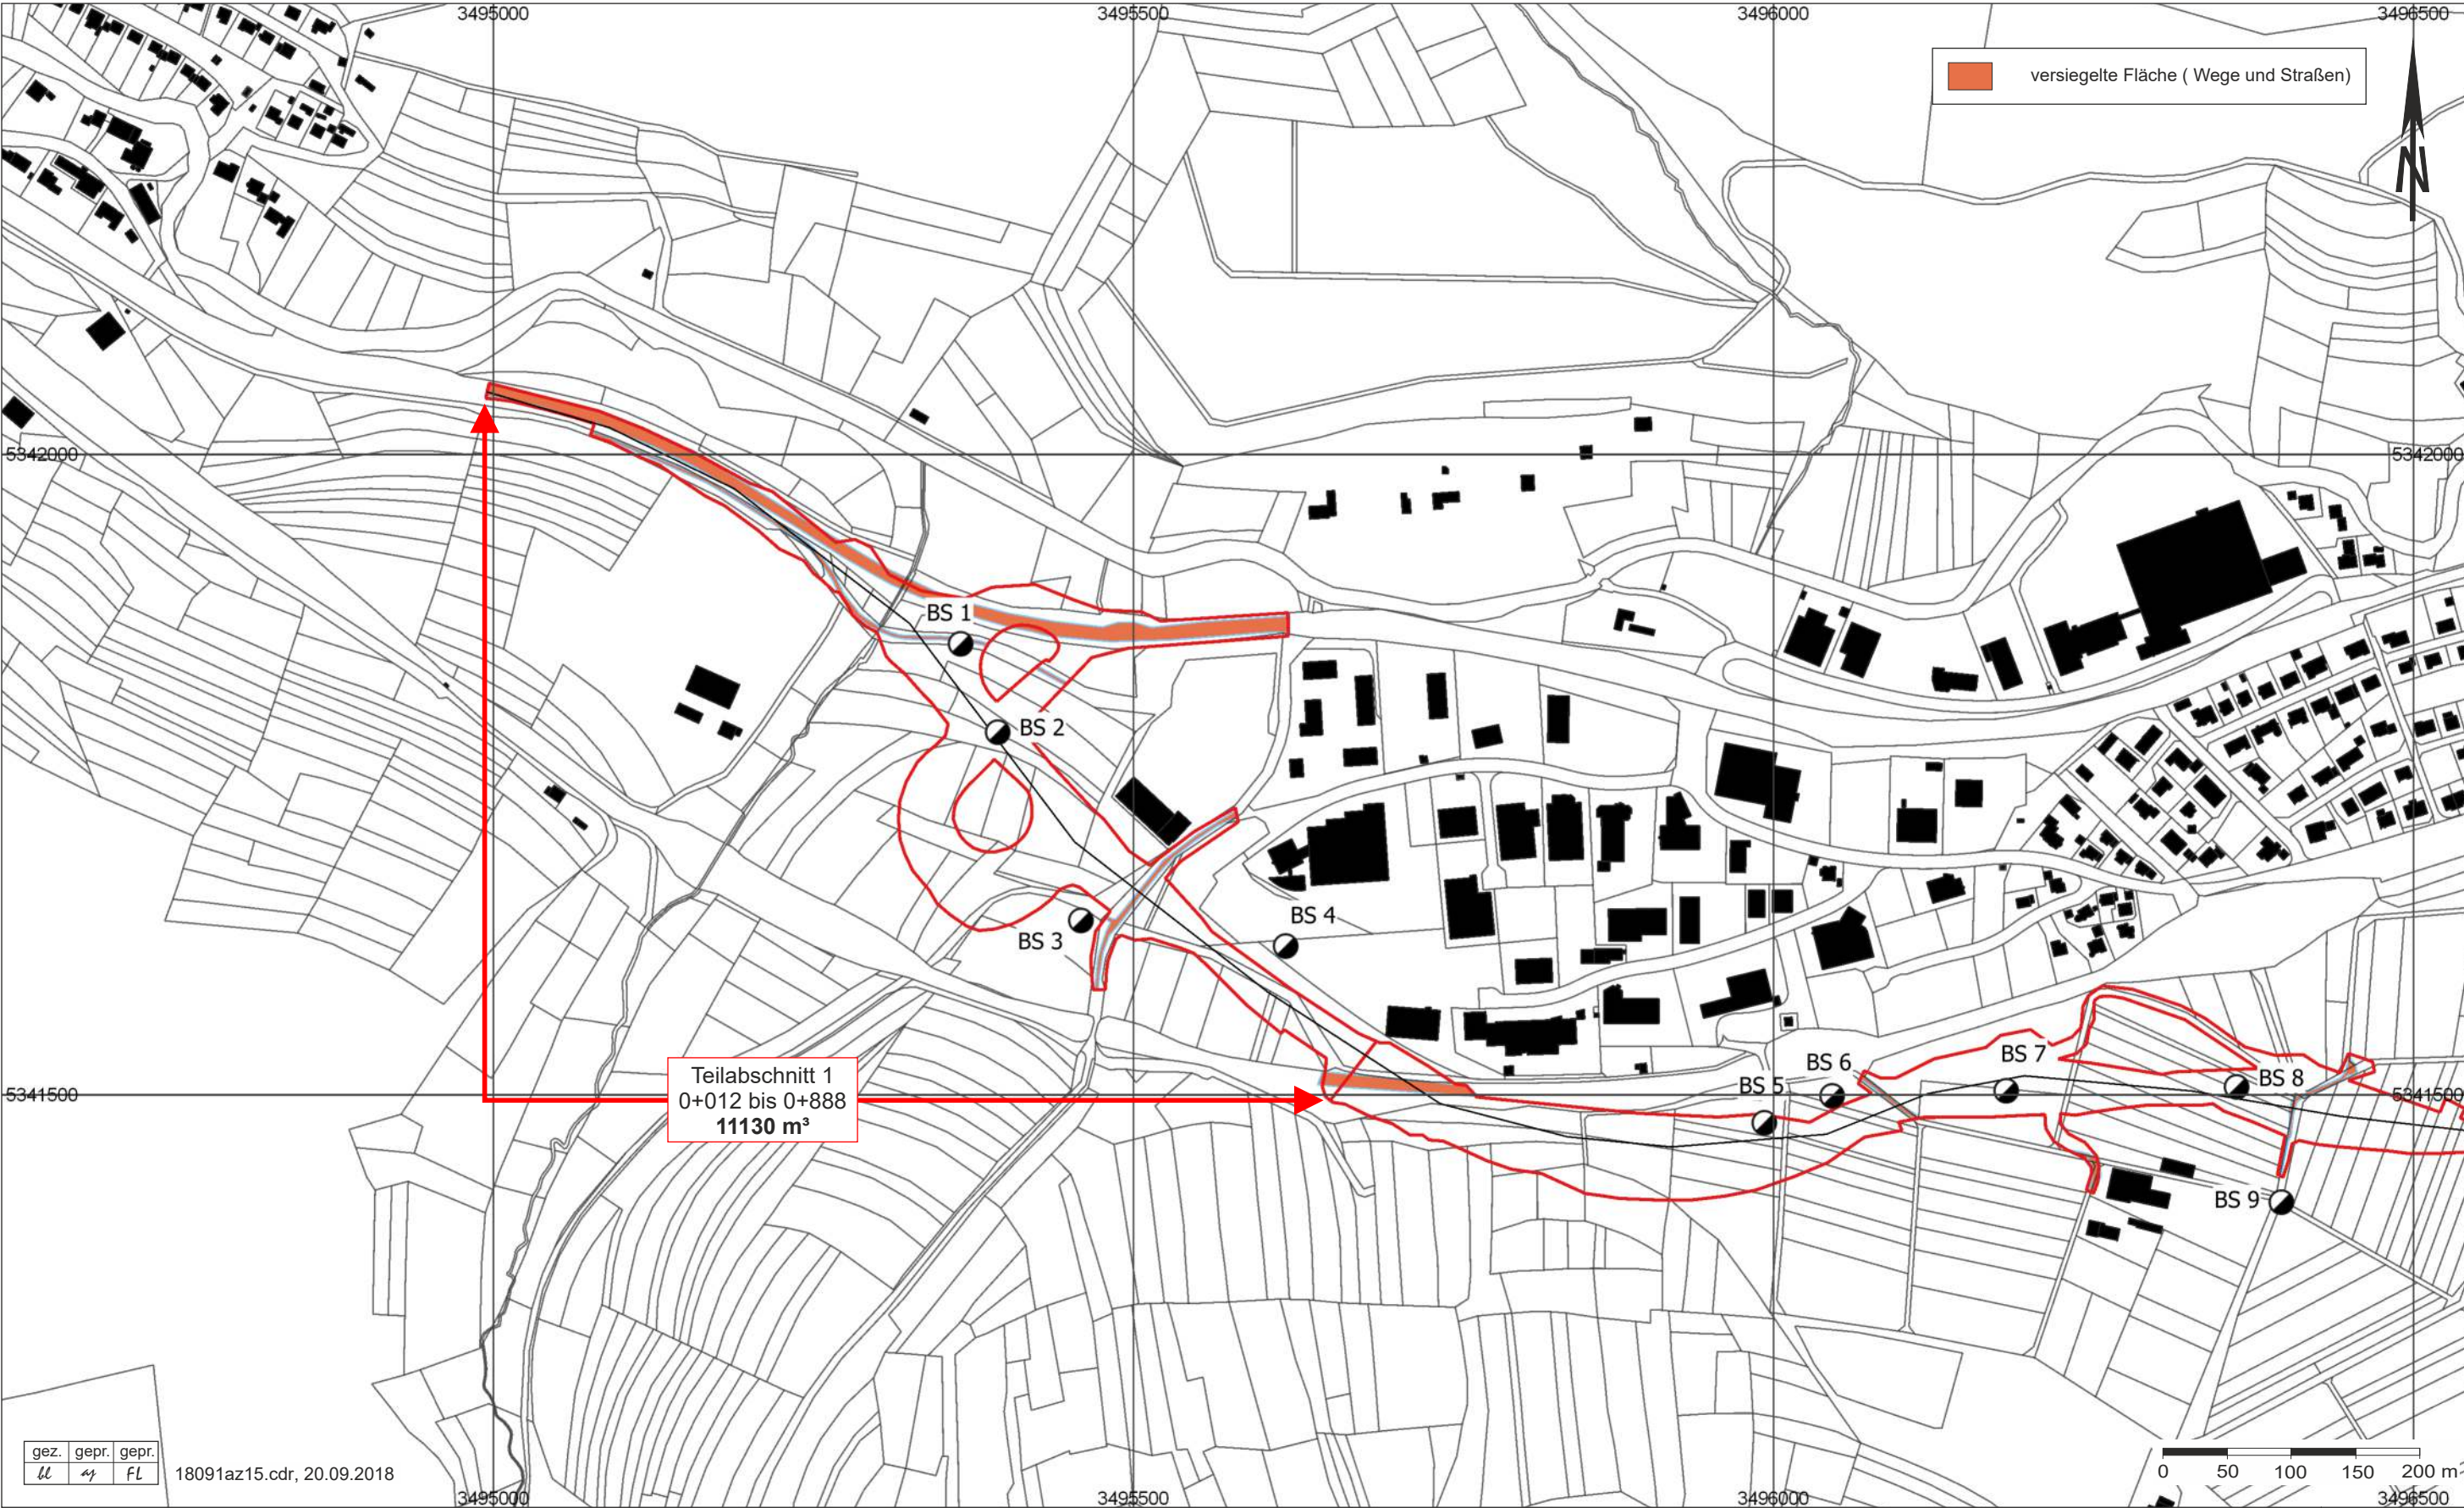 3495000
3495500
3496000
3496500
versiegelte Fläche ( Wege und Straßen)
N
5342000
5342000
BS 1
BS 2
BS 3
BS 4
BS 5
BS 6
BS 7
BS 8
BS 9
5341500
5341500
Teilabschnitt 1
0+012 bis 0+888
11130 m³
gez. gepr. gepr.
FL
18091az15.cdr, 20.09.2018
0 50 100 150 200 m
3495000
3495500
3496000
3496500